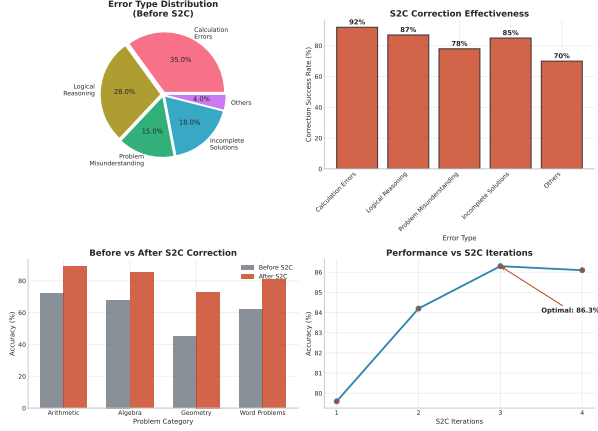 Error Type Distribution
(Before S2C)
Calculation
Errors
35.0%
Logical
Reasoning
28.0%
Problem
Misunderstanding
15.0%
Incomplete
Solutions
18.0%
Others
4.0%
S2C Correction Effectiveness
Correction Success Rate (%)
80
60
40
20
0
92%
87%
78%
85%
70%
Calculation Errors
Logical Reasoning
Problem Misunderstanding
Incomplete Solutions
Others
Error Type
Before vs After S2C Correction
Before S2C
After S2C
Accuracy (%)
80
60
40
20
0
Arithmetic
Algebra
Geometry
Word Problems
Problem Category
Performance vs S2C Iterations
Accuracy (%)
86
85
84
83
82
81
80
Optimal: 86.3%
1
2
3
4
S2C Iterations